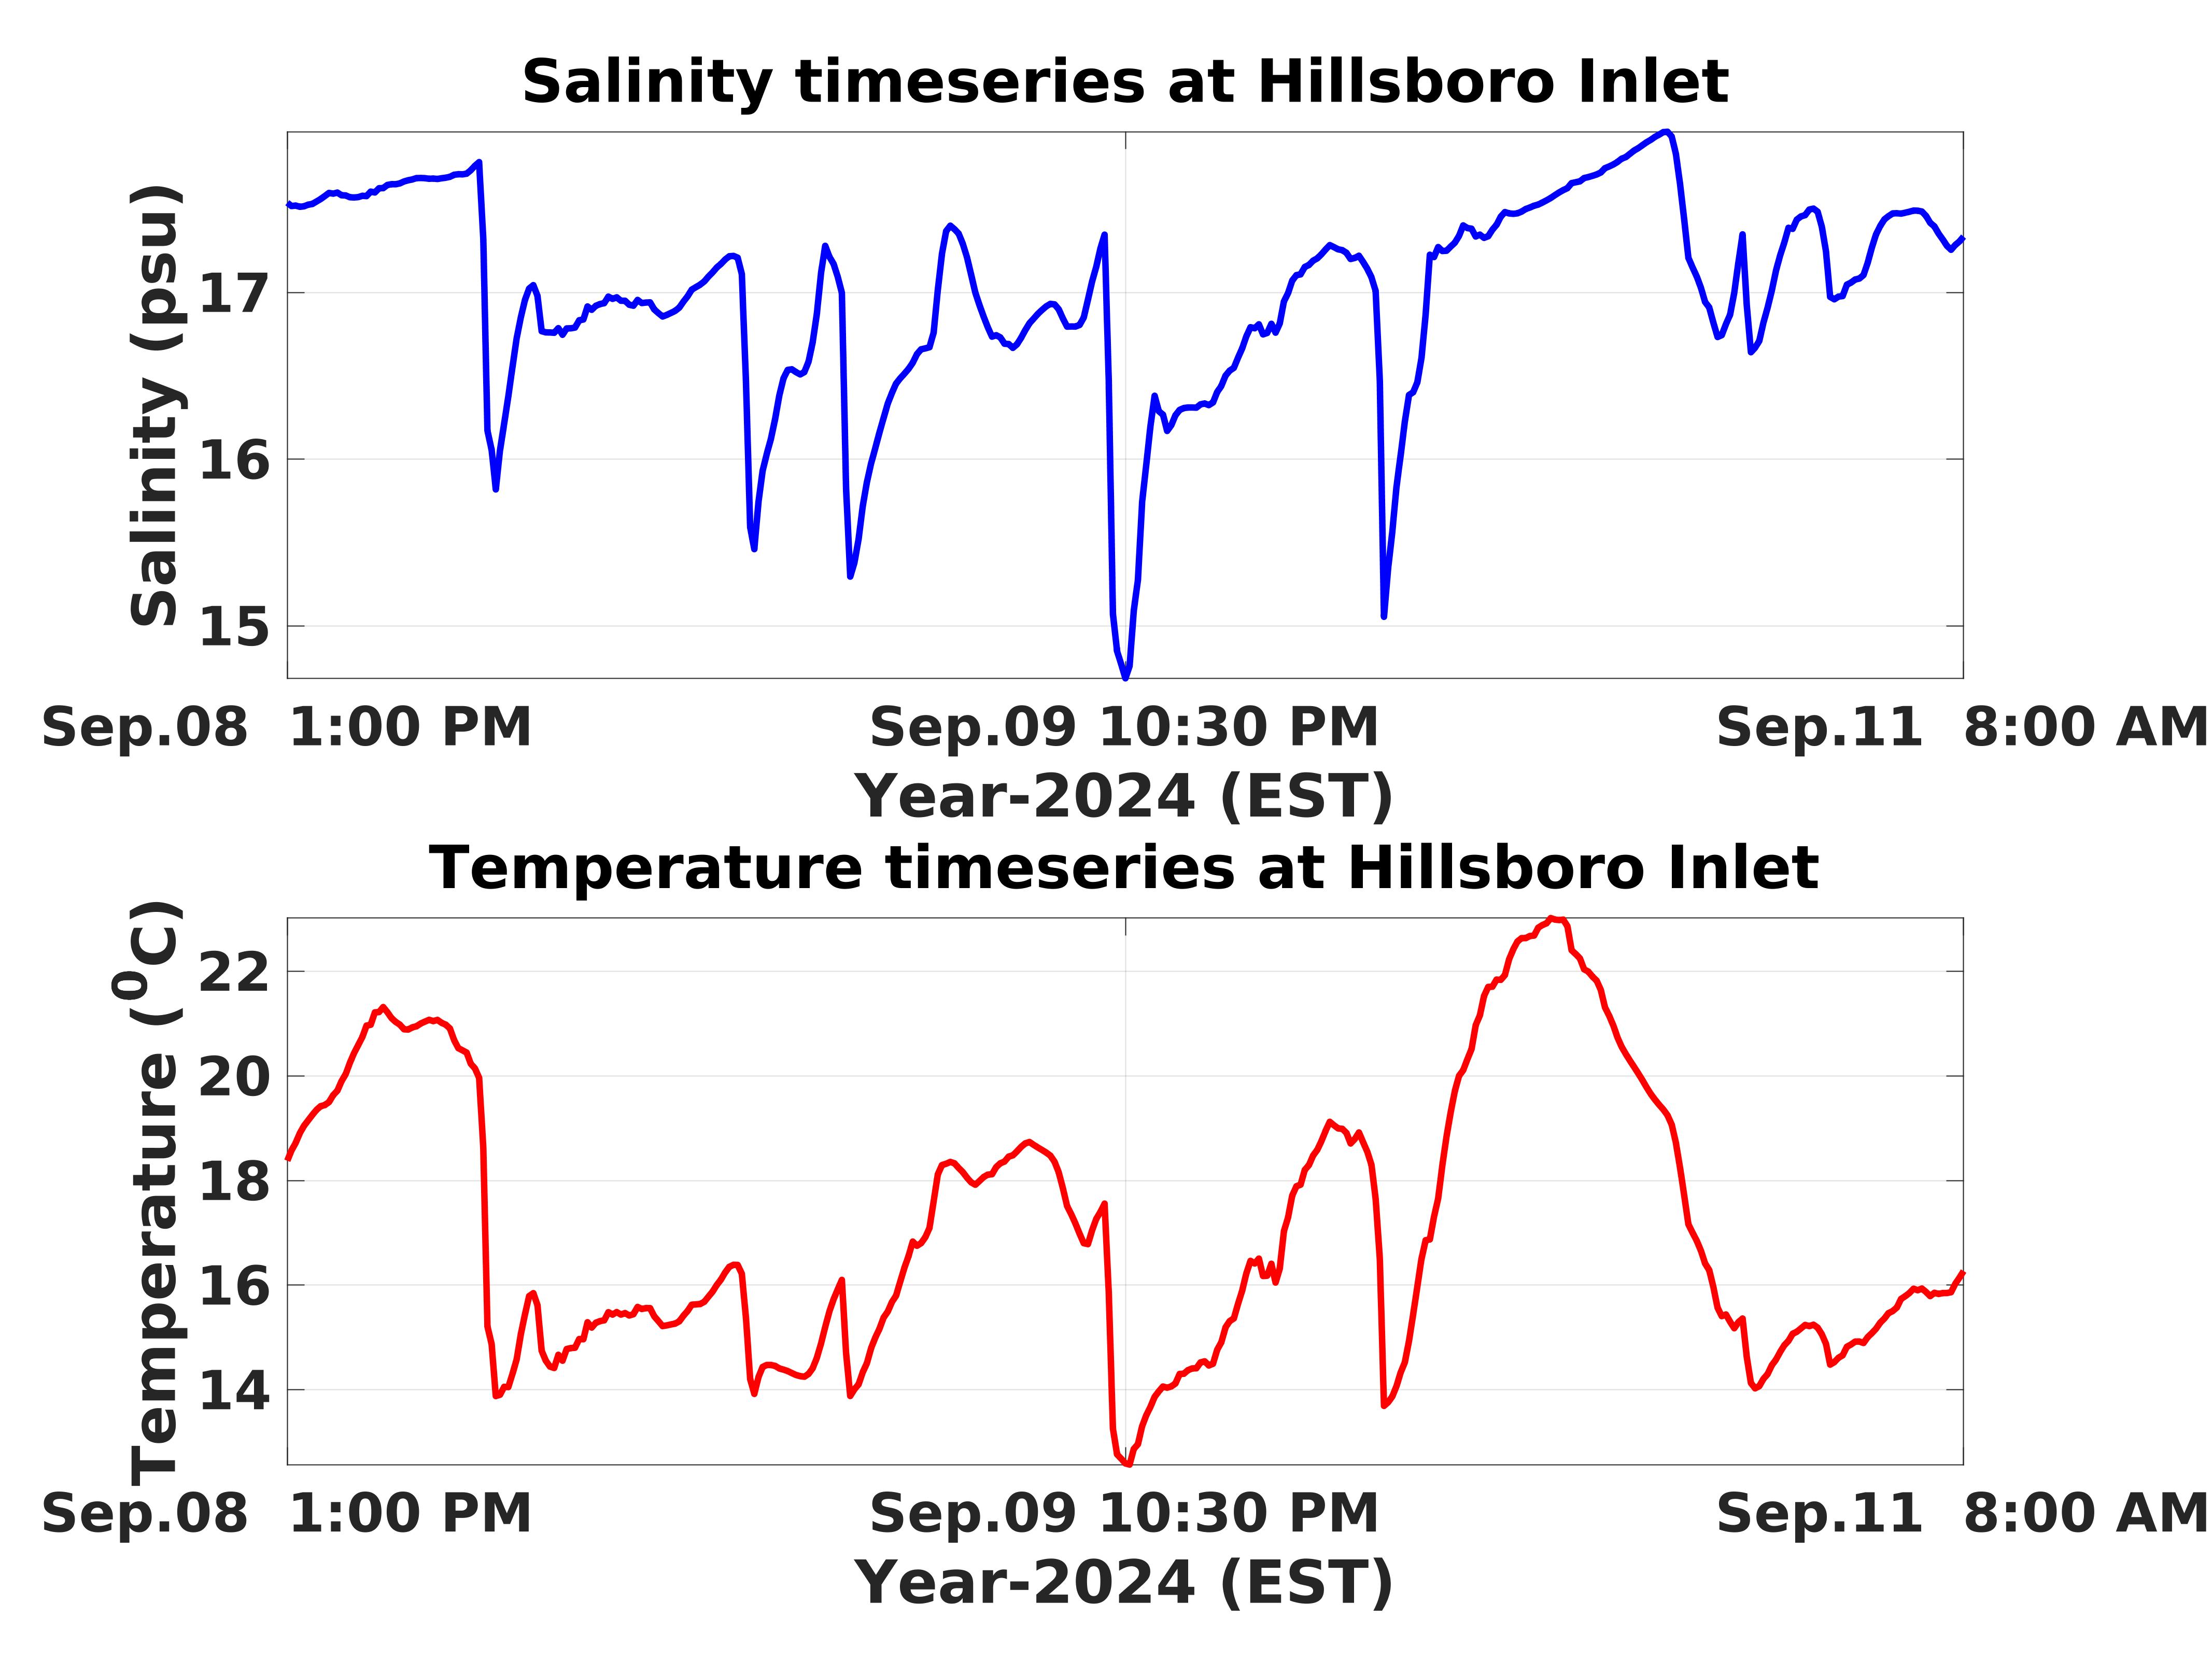 Salinity timeseries at Hillsboro Inlet
Salinity (psu)
17
16
15
Sep.08  1:00 PM
Sep.09 10:30 PM
Sep.11  8:00 AM
Year-2024 (EST)
Temperature timeseries at Hillsboro Inlet
Temperature (⁰C)
22
20
18
16
14
Sep.08  1:00 PM
Sep.09 10:30 PM
Sep.11  8:00 AM
Year-2024 (EST)